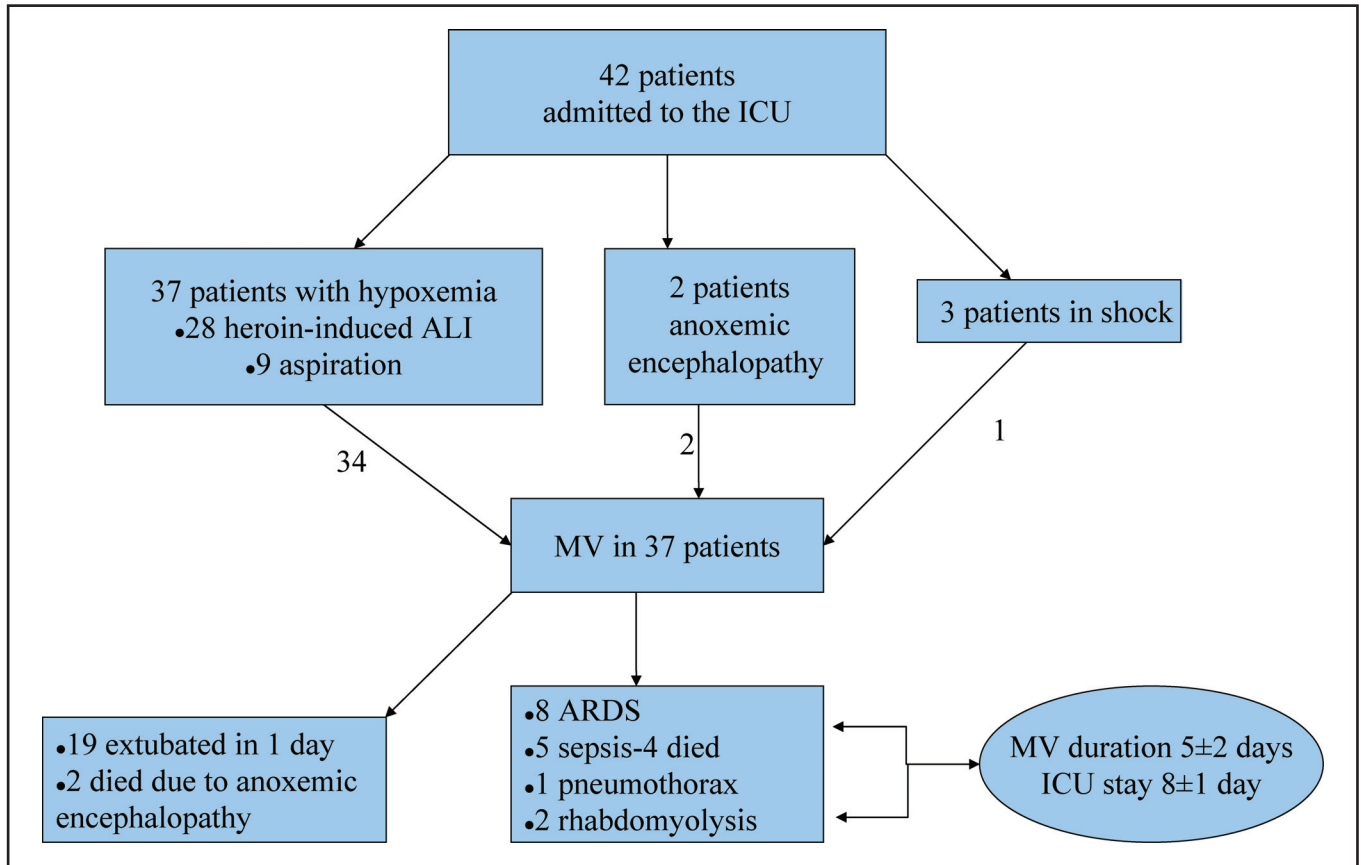 42 patients
admitted to the ICU
37 patients with hypoxemia
•28 heroin-induced ALI
•9 aspiration
2 patients
anoxemic
encephalopathy
3 patients in shock
34
2
1
MV in 37 patients
•19 extubated in 1 day
•2 died due to anoxemic
encephalopathy
•8 ARDS
•5 sepsis-4 died
•1 pneumothorax
•2 rhabdomyolysis
MV duration 5±2 days
ICU stay 8±1 day